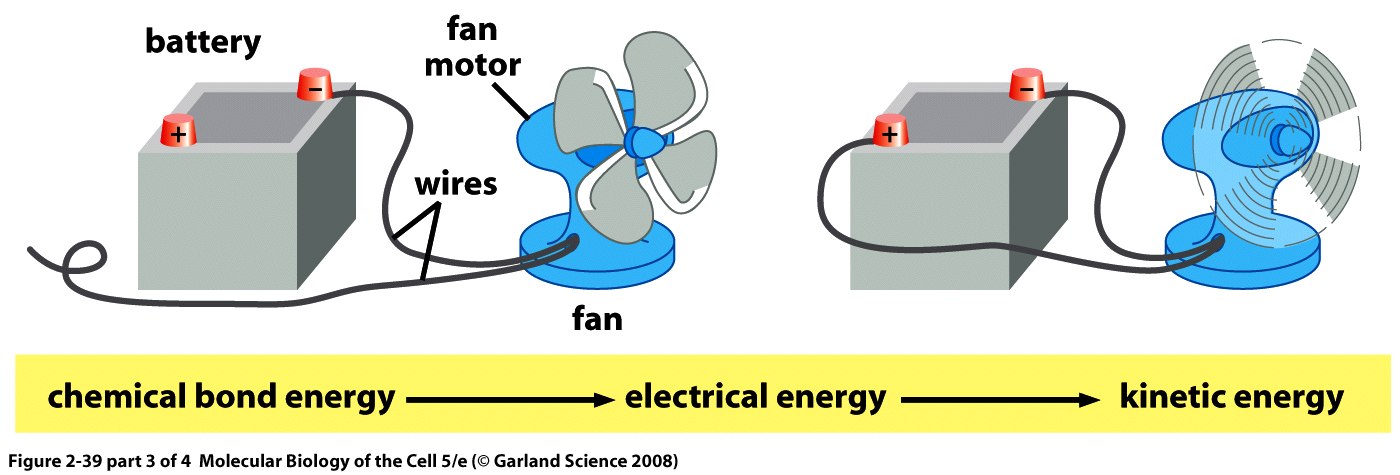 battery
fan
motor
−
+
wires
fan
−
+
chemical bond energy electrical energy kinetic energy
Figure 2-39 part 3 of 4 Molecular Biology of the Cell 5/e (© Garland Science 2008)